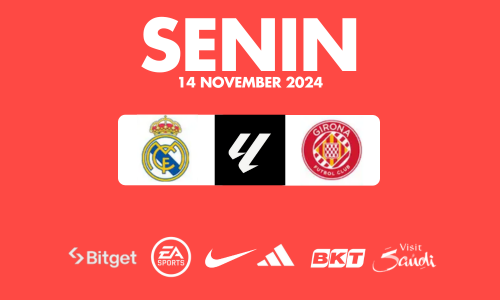 SENIN
14 NOVEMBER 2024
GIRONA
FUTBOL CLUB
Bitget
EA
SPORTS
BKT
Visit
Saudi